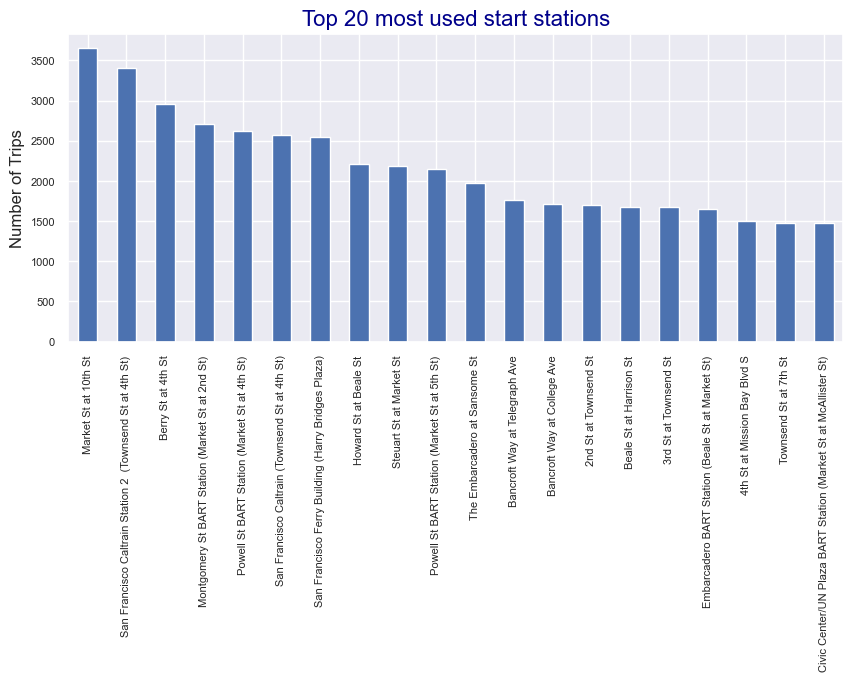 Top 20 most used start stations
Number of Trips
3500
3000
2500
2000
1500
1000
500
0
Market St at 10th St
San Francisco Caltrain Station 2  (Townsend St at 4th St)
Berry St at 4th St
Montgomery St BART Station (Market St at 2nd St)
Powell St BART Station (Market St at 4th St)
San Francisco Caltrain (Townsend St at 4th St)
San Francisco Ferry Building (Harry Bridges Plaza)
Howard St at Beale St
Steuart St at Market St
Powell St BART Station (Market St at 5th St)
The Embarcadero at Sansome St
Bancroft Way at Telegraph Ave
Bancroft Way at College Ave
2nd St at Townsend St
Beale St at Harrison St
3rd St at Townsend St
Embarcadero BART Station (Beale St at Market St)
4th St at Mission Bay Blvd S
Townsend St at 7th St
Civic Center/UN Plaza BART Station (Market St at McAllister St)